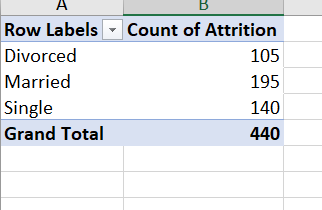 A B
Row Labels Count of Attrition
Divorced 105
Married 195
Single 140
Grand Total 440